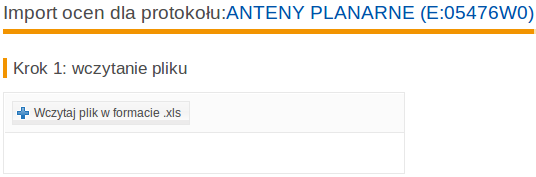 Import ocen dla protokołu:ANTENY PLANARNE (E:05476W0)
Krok 1: wczytanie pliku
Wczytaj plik w formacie .xls